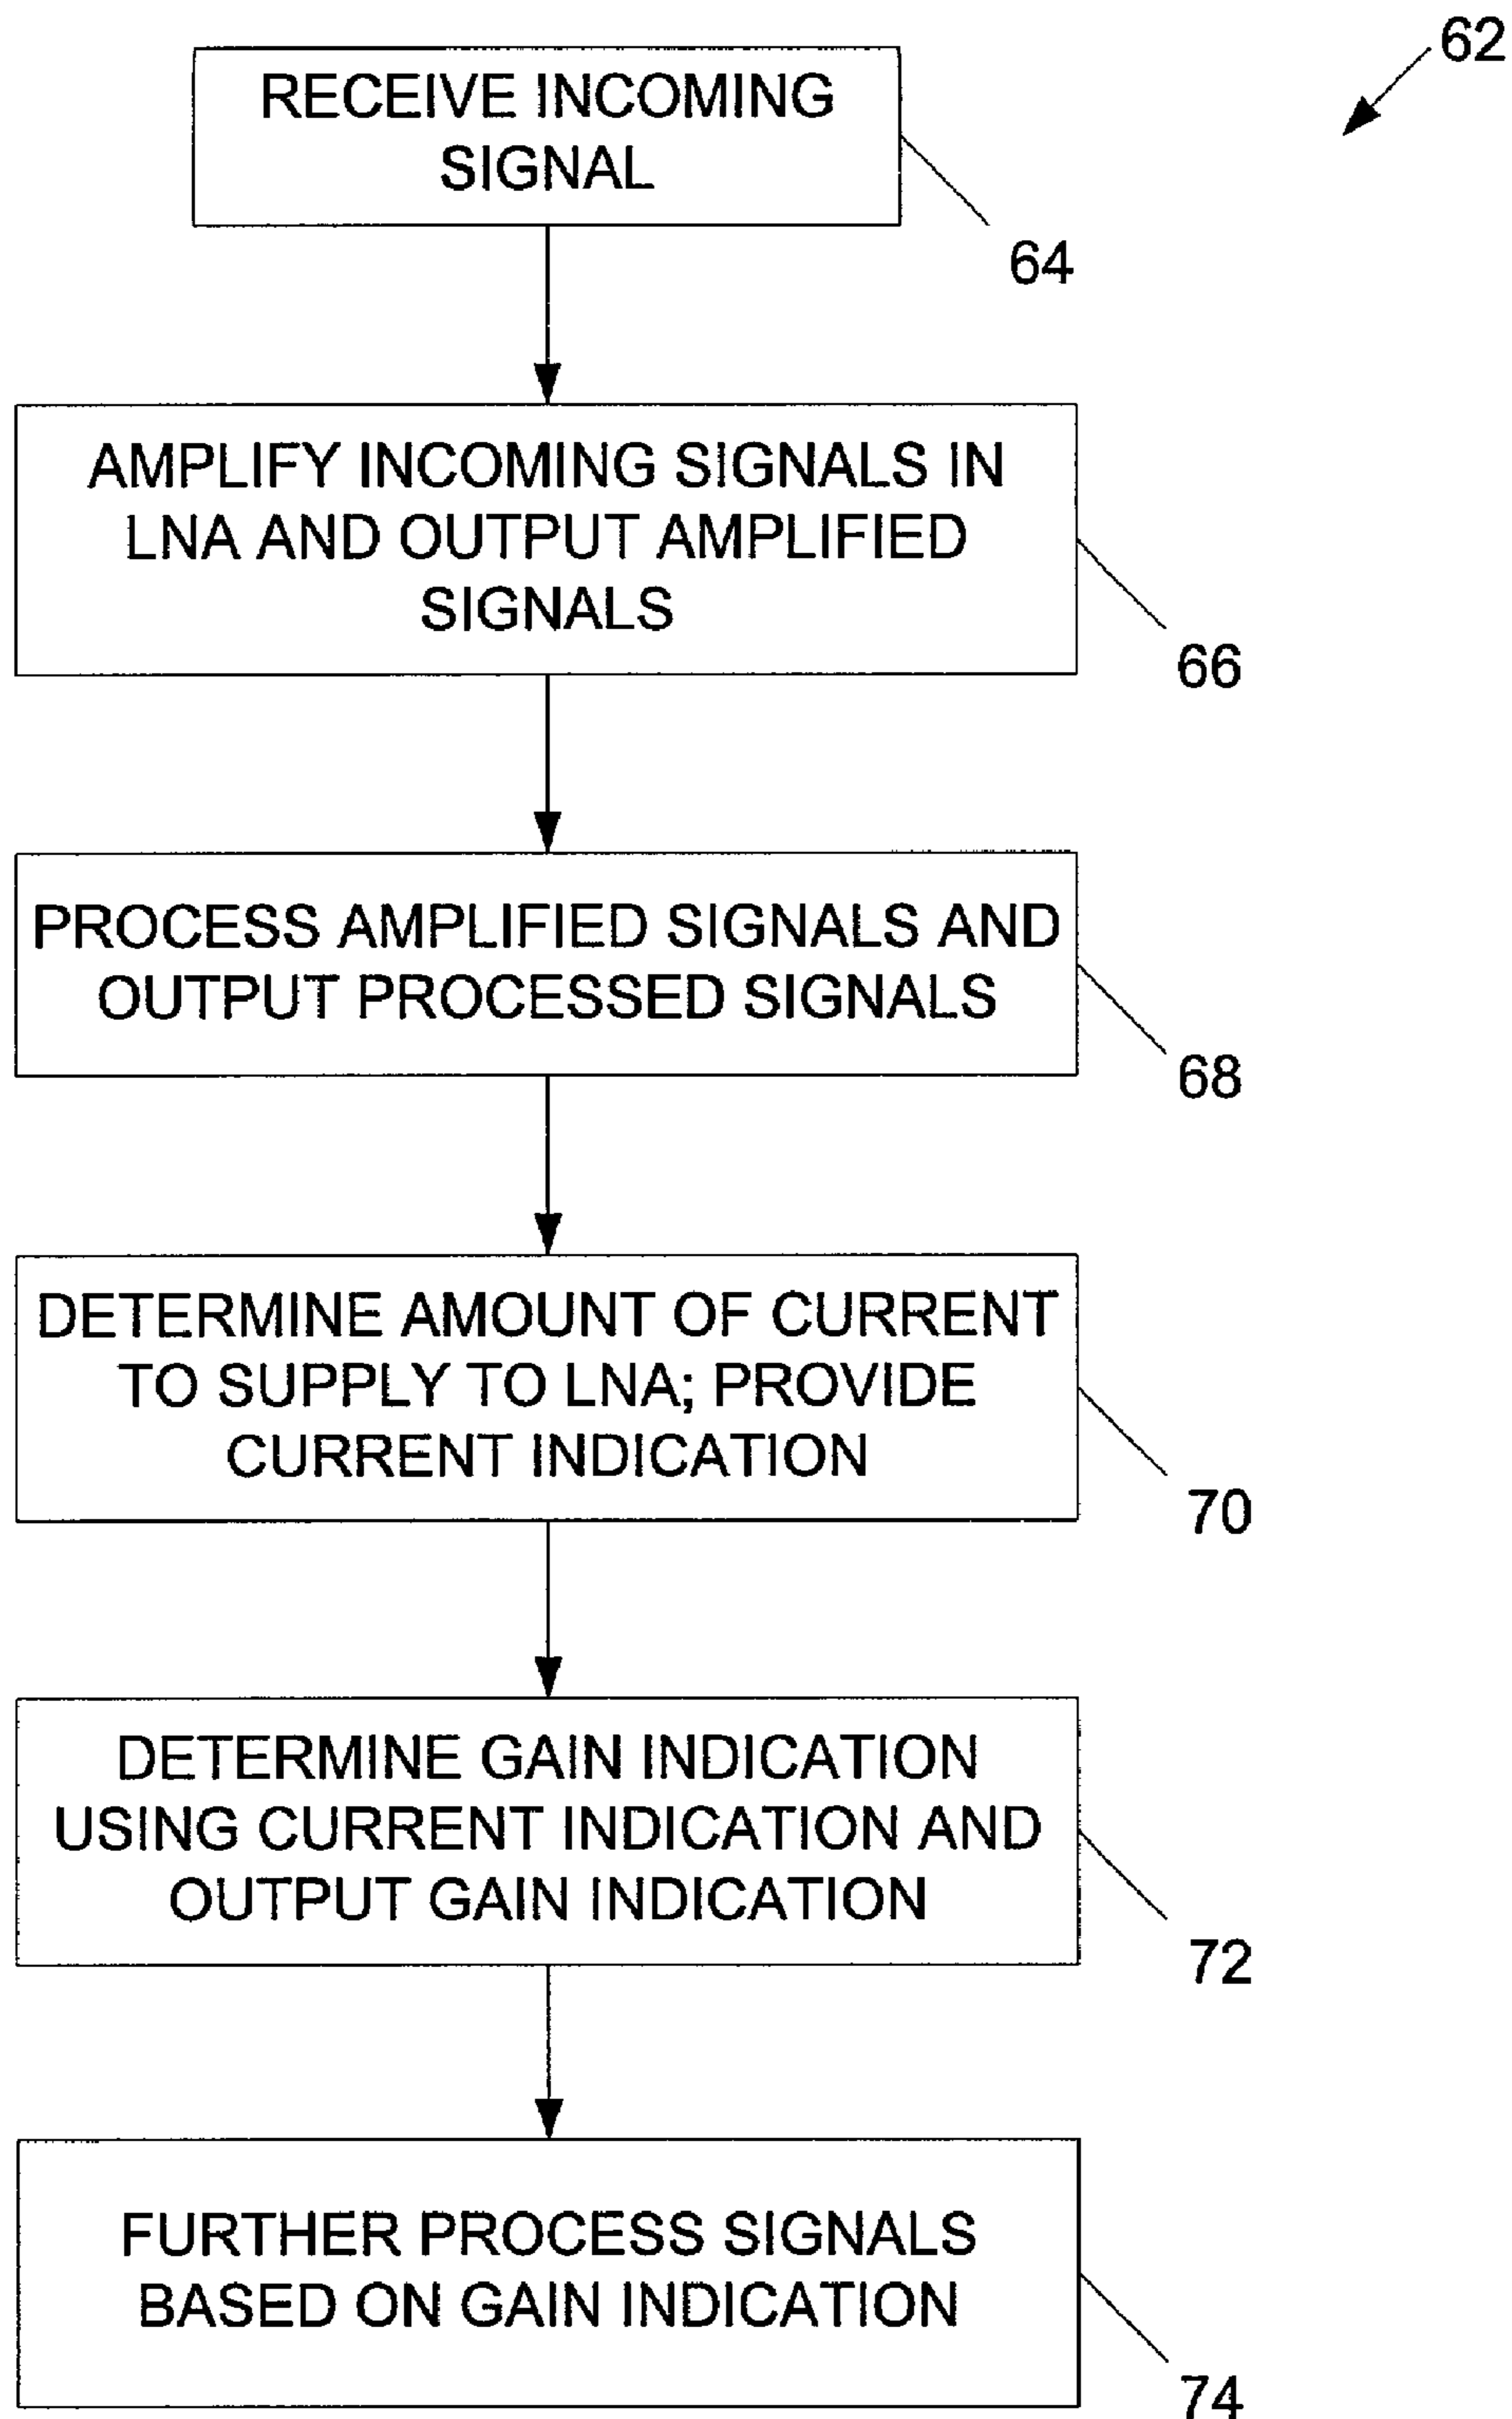 62
RECEIVE INCOMING
SIGNAL
64
AMPLIFY INCOMING SIGNALS IN
LNA AND OUTPUT AMPLIFIED
SIGNALS
66
PROCESS AMPLIFIED SIGNALS AND
OUTPUT PROCESSED SIGNALS
68
DETERMINE AMOUNT OF CURRENT
TO SUPPLY TO LNA; PROVIDE
CURRENT INDICATION
70
DETERMINE GAIN INDICATION
USING CURRENT INDICATION AND
OUTPUT GAIN INDICATION
72
FURTHER PROCESS SIGNALS
BASED ON GAIN INDICATION
74